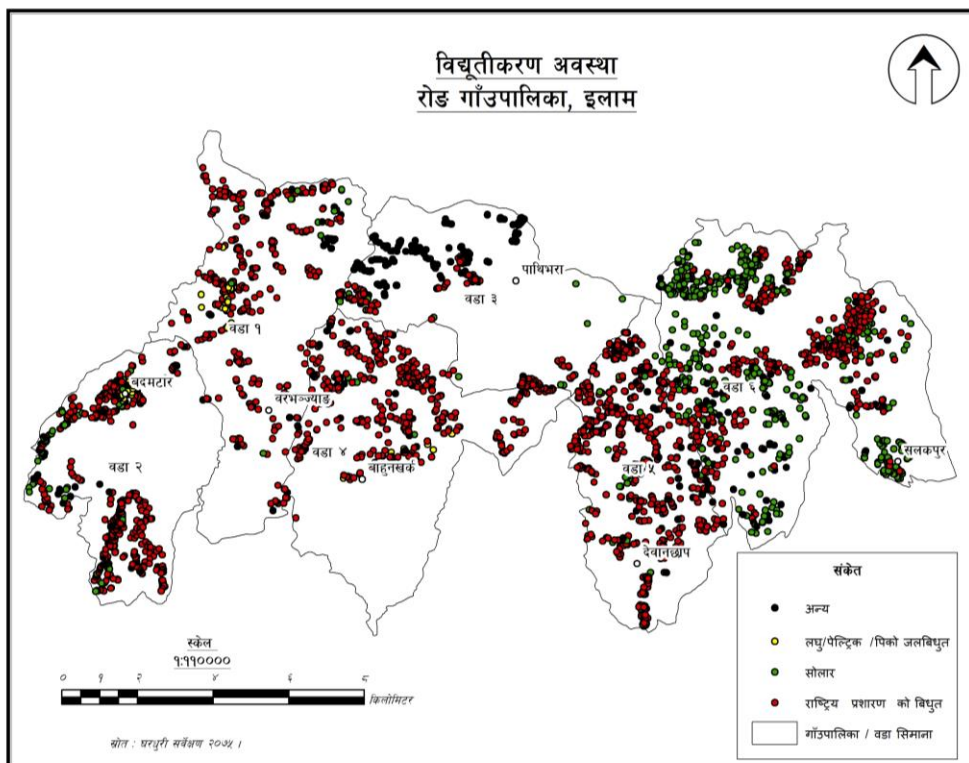 विद्यूतीकरण अवस्था
रोङ गाँउपालिका, इलाम
पाथिभरा
वडा ३
वडा १
बदमटार
वरभञ्ज्याङ्ग
वडा ६
वडा २
वडा ४
बाहुनखर्क
वडा ५
सलकपुर
देवानछाप
संकेत
अन्य
लघु/पेल्ट्रिक /पिको जलबिधुत
सोलार
राष्ट्रिय प्रशारण को बिधुत
गाँउपालिका / वडा सिमाना
स्केल
१:११००००
० १ २ ४ ६ ८
किलोमिटर
स्रोत : घरधुरी सर्वेक्षण २०७५ ।